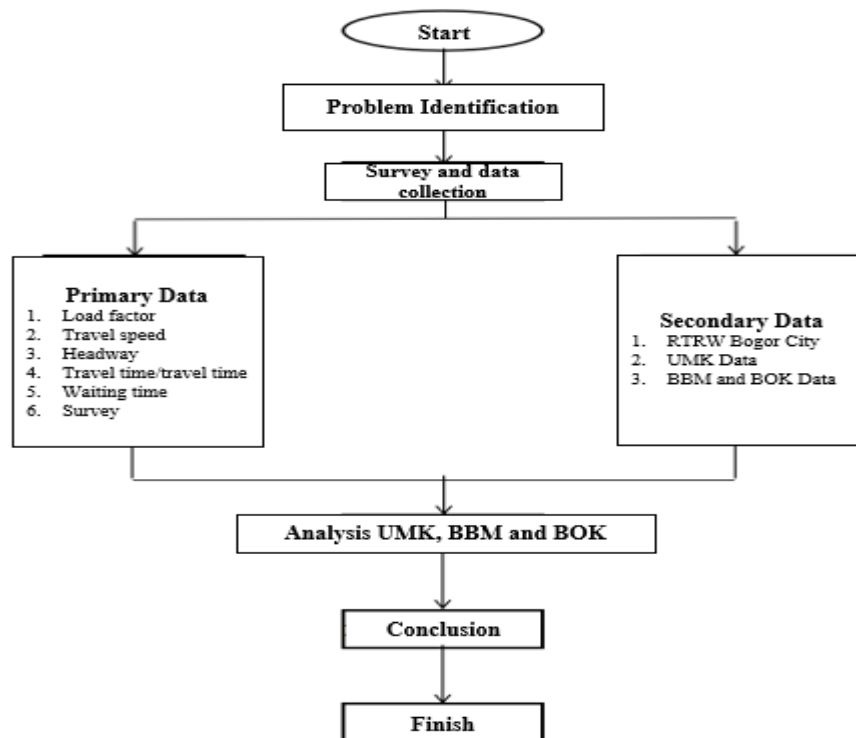 Start
Problem Identification
Survey and data
collection
Primary Data
1. Load factor
2. Travel speed
3. Headway
4. Travel time/travel time
5. Waiting time
6. Survey
Secondary Data
1. RTRW Bogor City
2. UMK Data
3. BBM and BOK Data
Analysis UMK, BBM and BOK
Conclusion
Finish